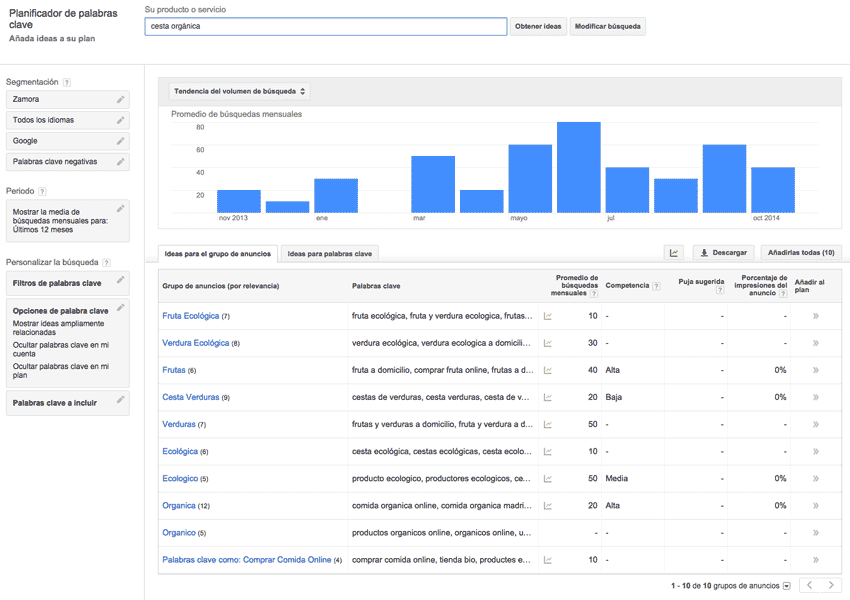 Planificador de palabras
clave
Añada ideas a su plan
Su producto o servicio
cesta orgánica
Obtener ideas
Modificar búsqueda
Segmentación ?
Zamora
Todos los idiomas
Google
Palabras clave negativas
Periodo ?
Mostrar la media de
búsquedas mensuales para:
Últimos 12 meses
Personalizar la búsqueda ?
Filtros de palabras clave
Opciones de palabra clave
Mostrar ideas ampliamente
relacionadas
Ocultar palabras clave en mi
cuenta
Ocultar palabras clave en mi
plan
Palabras clave a incluir
Tendencia del volumen de búsqueda
Promedio de búsquedas mensuales
80
60
40
20
nov 2013 ene mar mayo jul oct 2014
Ideas para el grupo de anuncios
Ideas para palabras clave
Descargar
Añadirlas todas (10)
Grupo de anuncios (por relevancia) Palabras clave Promedio de búsquedas mensuales ? Competencia ? Puja sugerida ? Porcentaje de impresiones del anuncio ? Añadir al plan
Fruta Ecológica (7) fruta ecológica, fruta y verdura ecologica, frutas... 10 - - - »
Verdura Ecológica (8) verdura ecológica, verdura ecologica a domicili... 30 - - - »
Frutas (6) fruta a domicilio, comprar fruta online, frutas a d... 40 Alta - 0% »
Cesta Verduras (9) cestas de verduras, cesta verduras, cesta de v... 20 Baja - 0% »
Verduras (7) frutas y verduras a domicilio, fruta y verdura a d... 50 - - - »
Ecológica (6) cesta ecológica, cestas ecológicas, cesta ecolo... 10 - - - »
Ecologico (5) producto ecologico, productores ecologicos, ce... 50 Media - 0% »
Organica (12) comida organica online, comida organica madri... 20 Alta - 0% »
Organico (5) productos organicos online, organicos online, u... - - - - »
Palabras clave como: Comprar Comida Online (4) comprar comida online, tienda bio, productes e... 10 - - - »
1 - 10 de 10 grupos de anuncios